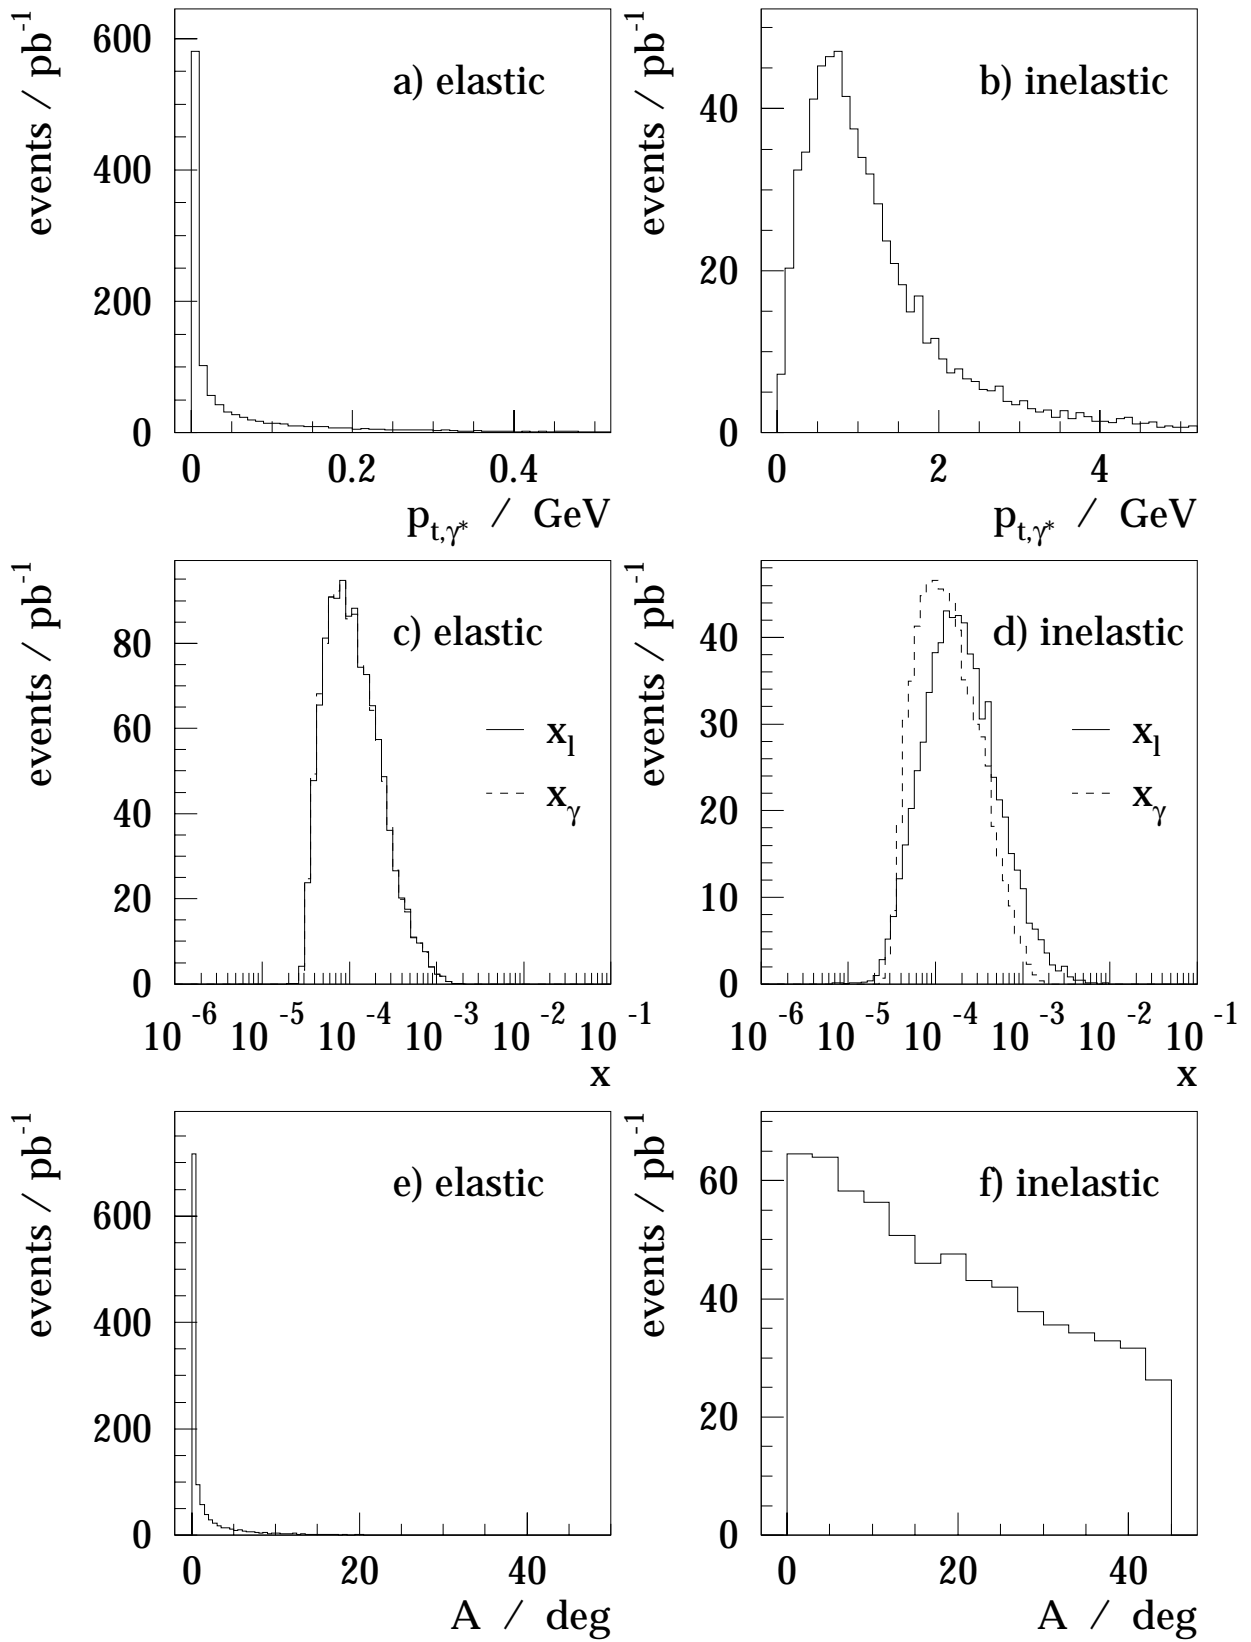 events / pb⁻¹
600
400
200
0
a) elastic
0 0.2 0.4
pₜ,γ* / GeV
events / pb⁻¹
40
20
0
b) inelastic
0 2 4
pₜ,γ* / GeV
events / pb⁻¹
80
60
40
20
0
c) elastic
xₗ
xᵧ
10⁻⁶ 10⁻⁵ 10⁻⁴ 10⁻³ 10⁻² 10⁻¹
x
events / pb⁻¹
40
30
20
10
0
d) inelastic
xₗ
xᵧ
10⁻⁶ 10⁻⁵ 10⁻⁴ 10⁻³ 10⁻² 10⁻¹
x
events / pb⁻¹
600
400
200
0
e) elastic
0 20 40
A / deg
events / pb⁻¹
60
40
20
0
f) inelastic
0 20 40
A / deg